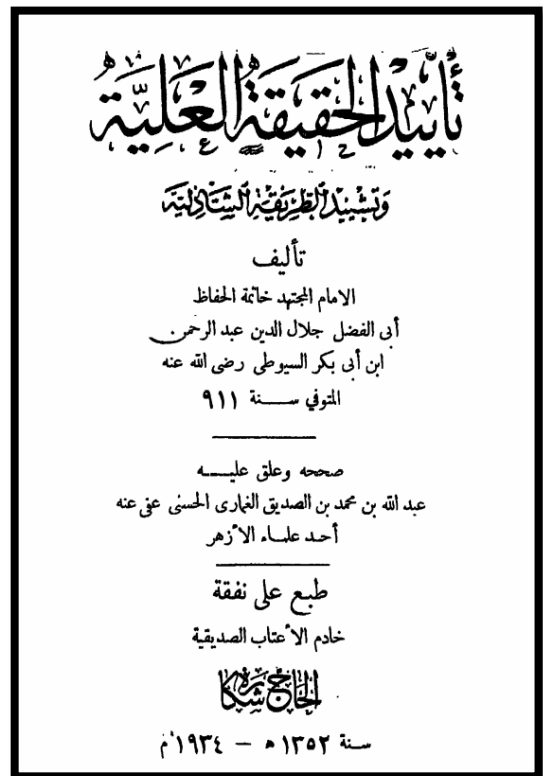 تأييد الحقيقة العلية
وتشييد الطريقة الشاذلية
تأليف
الامام المجتهد خاتمة الحفاظ
أبى الفضل جلال الدين عبد الرحمن
ابن أبى بكر السيوطى رضى الله عنه
المتوفي سنة ٩١١
صححه وعلق عليه
عبد الله بن محمد بن الصديق الغمارى الحسنى عفى عنه
أحد علماء الأزهر
طبع على نفقة
خادم الأعتاب الصديقية
الحاج شكارة
سنة ١٣٥٢ ه – ١٩٣٤ م